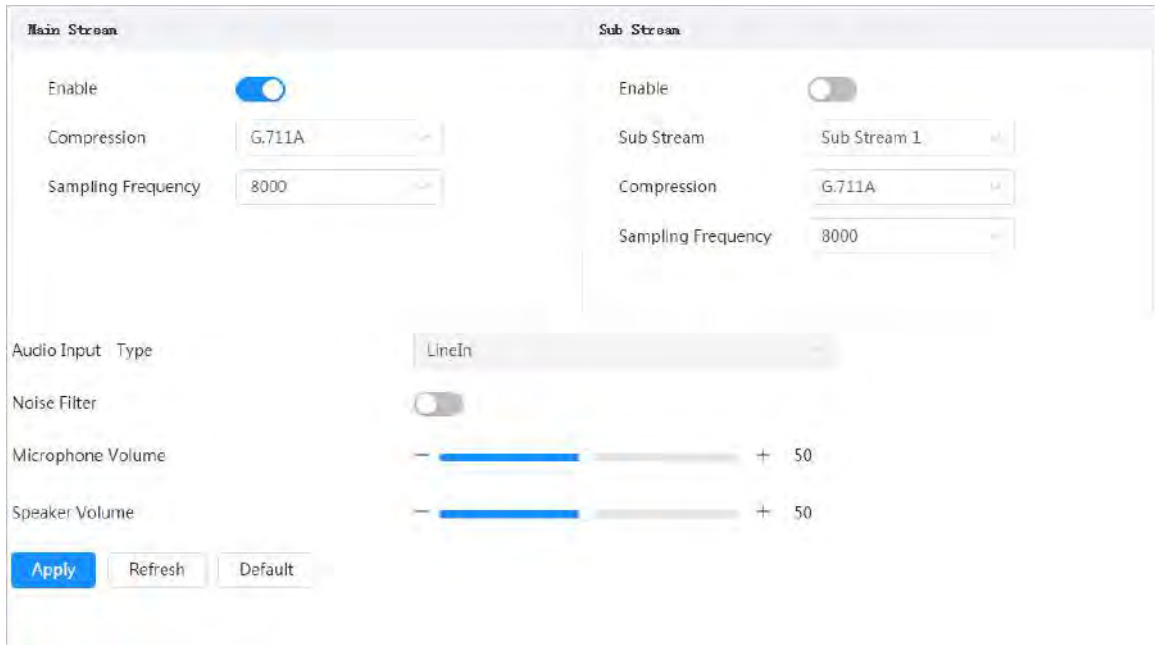 Main Stream
Enable
Compression G.711A
Sampling Frequency 8000
Sub Stream
Enable
Sub Stream Sub Stream 1
Compression G.711A
Sampling Frequency 8000
Audio Input Type LineIn
Noise Filter
Microphone Volume − + 50
Speaker Volume − + 50
Apply Refresh Default